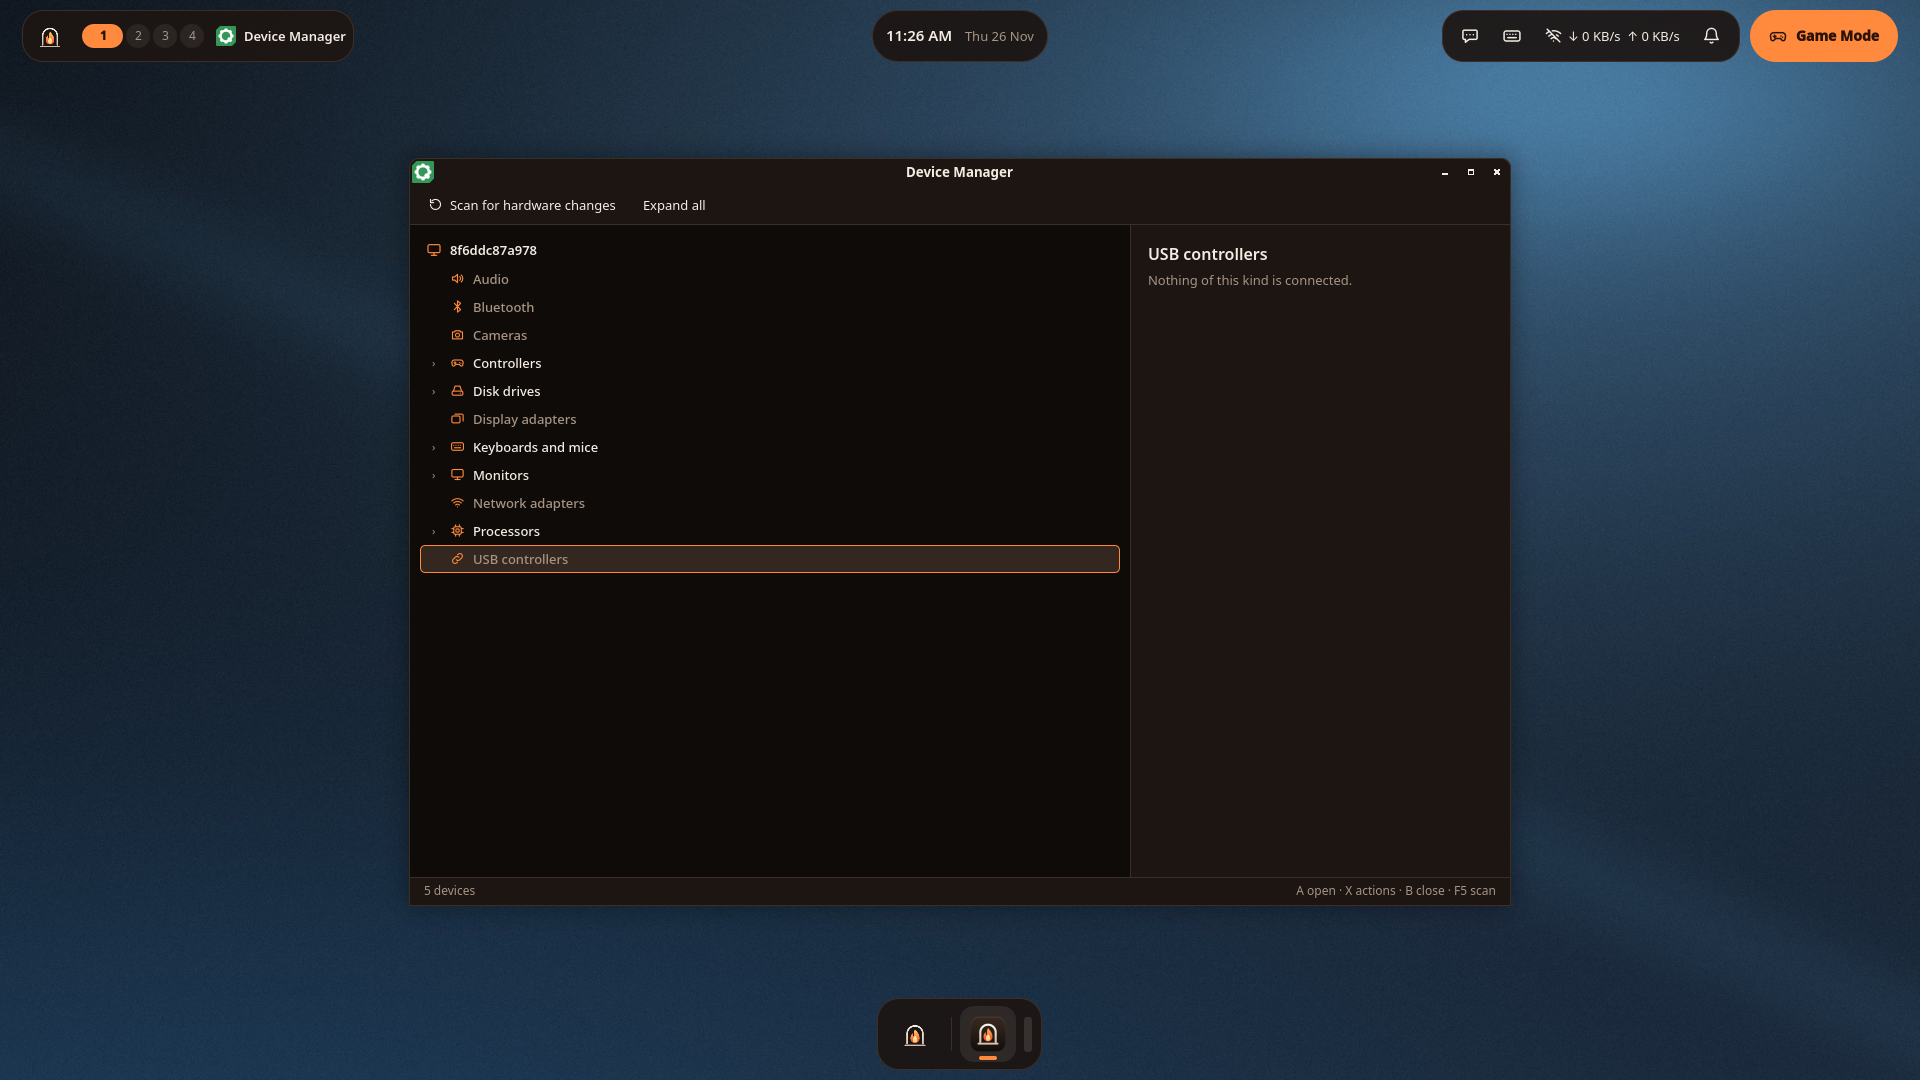 1 2 3 4 Device Manager
11:26 AM Thu 26 Nov
↓ 0 KB/s ↑ 0 KB/s
Game Mode
Device Manager
Scan for hardware changes Expand all
8f6ddc87a978
Audio
Bluetooth
Cameras
Controllers
Disk drives
Display adapters
Keyboards and mice
Monitors
Network adapters
Processors
USB controllers
USB controllers
Nothing of this kind is connected.
5 devices
A open · X actions · B close · F5 scan